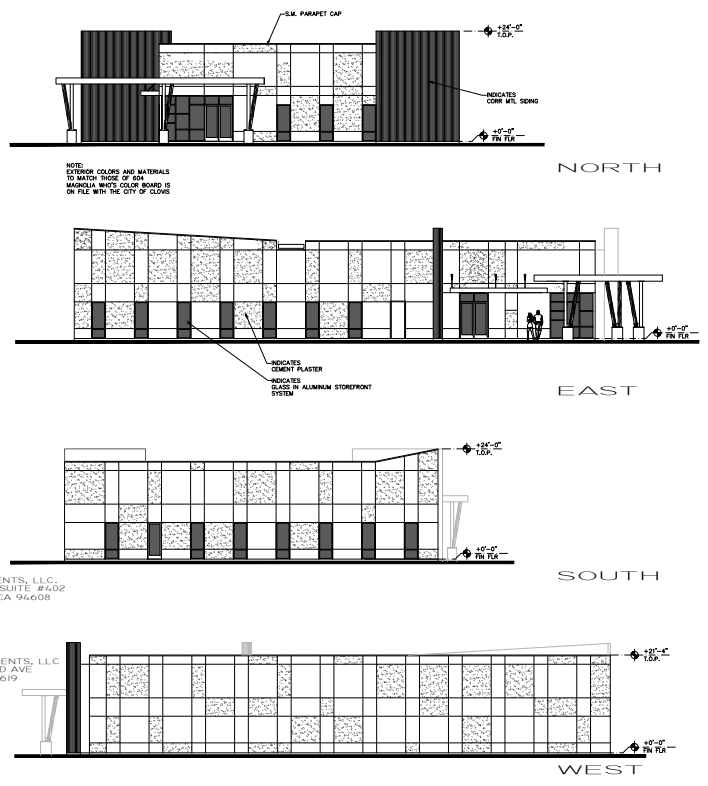 S.M. PARAPET CAP
+24'-0"
T.O.P.
INDICATES
CORR MTL SIDING
+0'-0"
FIN FLR
NOTE:
EXTERIOR COLORS AND MATERIALS
TO MATCH THOSE OF 604
MAGNOLIA WHO'S COLOR BOARD IS
ON FILE WITH THE CITY OF CLOVIS
NORTH
+0'-0"
FIN FLR
INDICATES
CEMENT PLASTER
INDICATES
GLASS IN ALUMINUM STOREFRONT
SYSTEM
EAST
+24'-0"
T.O.P.
+0'-0"
FIN FLR
SOUTH
ENTS, LLC.
SUITE #402
CA 94608
ENTS, LLC
D AVE
619
+21'-4"
T.O.P.
+0'-0"
FIN FLR
WEST